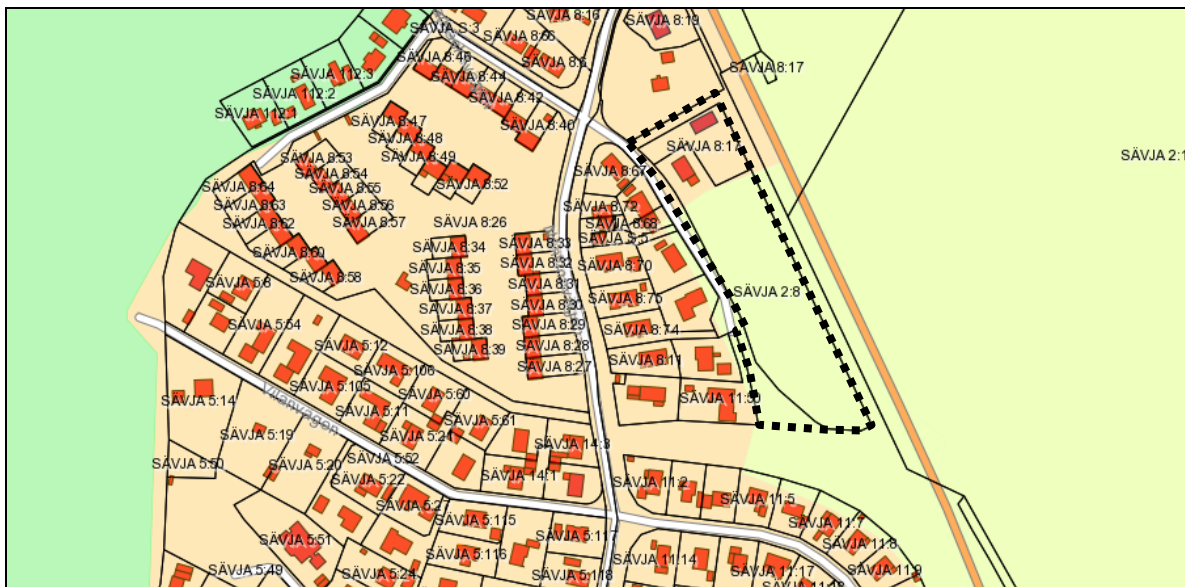 SÄVJA 8:16
SÄVJA 8:19
SÄVJA S:3
SÄVJA 8:66
SÄVJA 8:46
SÄVJA 8:17
SÄVJA 112:3
SÄVJA 8:44
SÄVJA 112:2
SÄVJA 8:42
SÄVJA 112:1
SÄVJA 8:47
SÄVJA 8:40
SÄVJA 8:48
SÄVJA 8:17
SÄVJA 8:49
SÄVJA 2:1
SÄVJA 8:53
SÄVJA 8:54
SÄVJA 8:67
SÄVJA 8:64
SÄVJA 8:55
SÄVJA 8:52
SÄVJA 8:63
SÄVJA 8:56
SÄVJA 8:72
SÄVJA 8:62
SÄVJA 8:57
SÄVJA 8:26
SÄVJA 8:68
SÄVJA S:5
SÄVJA 8:34
SÄVJA 8:33
SÄVJA 8:60
SÄVJA 8:32
SÄVJA 8:35
SÄVJA 8:70
SÄVJA 8:58
SÄVJA 5:8
SÄVJA 8:31
SÄVJA 8:36
SÄVJA 2:8
SÄVJA 8:75
SÄVJA 8:30
SÄVJA 8:37
SÄVJA 5:54
SÄVJA 8:29
SÄVJA 8:38
SÄVJA 8:74
SÄVJA 5:12
SÄVJA 8:28
SÄVJA 8:39
SÄVJA 8:11
SÄVJA 8:27
SÄVJA 5:106
SÄVJA 5:105
SÄVJA 5:60
SÄVJA 11:30
SÄVJA 5:14
Vilanvägen
SÄVJA 5:11
SÄVJA 5:61
SÄVJA 5:19
SÄVJA 5:21
SÄVJA 14:3
SÄVJA 5:52
SÄVJA 5:50
SÄVJA 5:20
SÄVJA 14:1
SÄVJA 5:22
SÄVJA 11:2
SÄVJA 11:5
SÄVJA 5:27
SÄVJA 5:115
SÄVJA 11:7
SÄVJA 5:117
SÄVJA 5:51
SÄVJA 11:8
SÄVJA 5:116
SÄVJA 11:14
SÄVJA 5:49
SÄVJA 5:24
SÄVJA 5:118
SÄVJA 11:17
SÄVJA 11:9